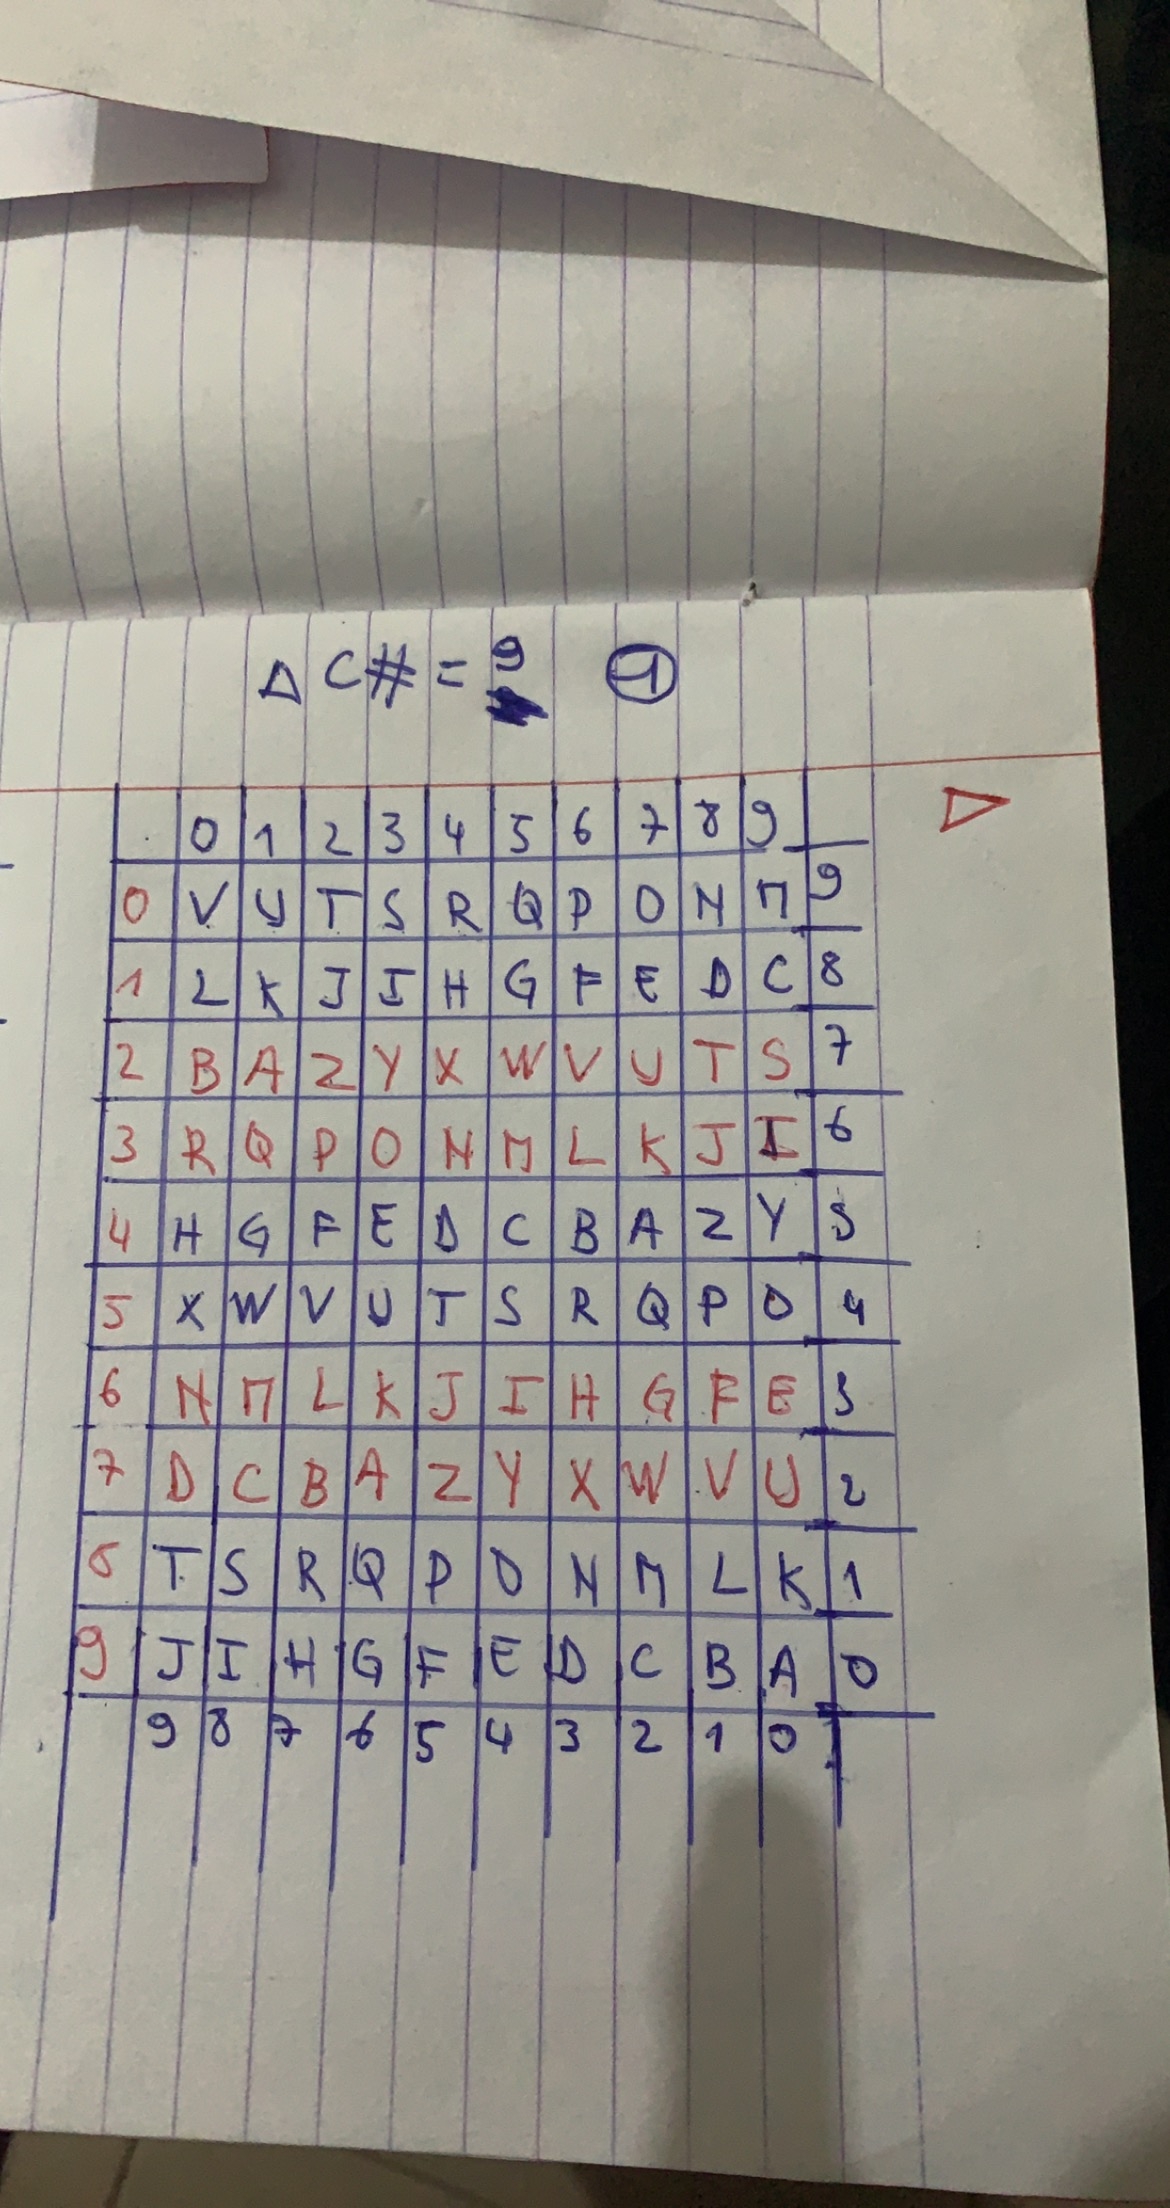 Δ C# = 9 1
0 1 2 3 4 5 6 7 8 9
0 V U T S R Q P O N M 9
1 L K J I H G F E D C 8
2 B A Z Y X W V U T S 7
3 R Q P O N M L K J I 6
4 H G F E D C B A Z Y 5
5 X W V U T S R Q P O 4
6 N M L K J I H G F E 3
7 D C B A Z Y X W V U 2
8 T S R Q P O N M L K 1
9 J I H G F E D C B A 0
9 8 7 6 5 4 3 2 1 0